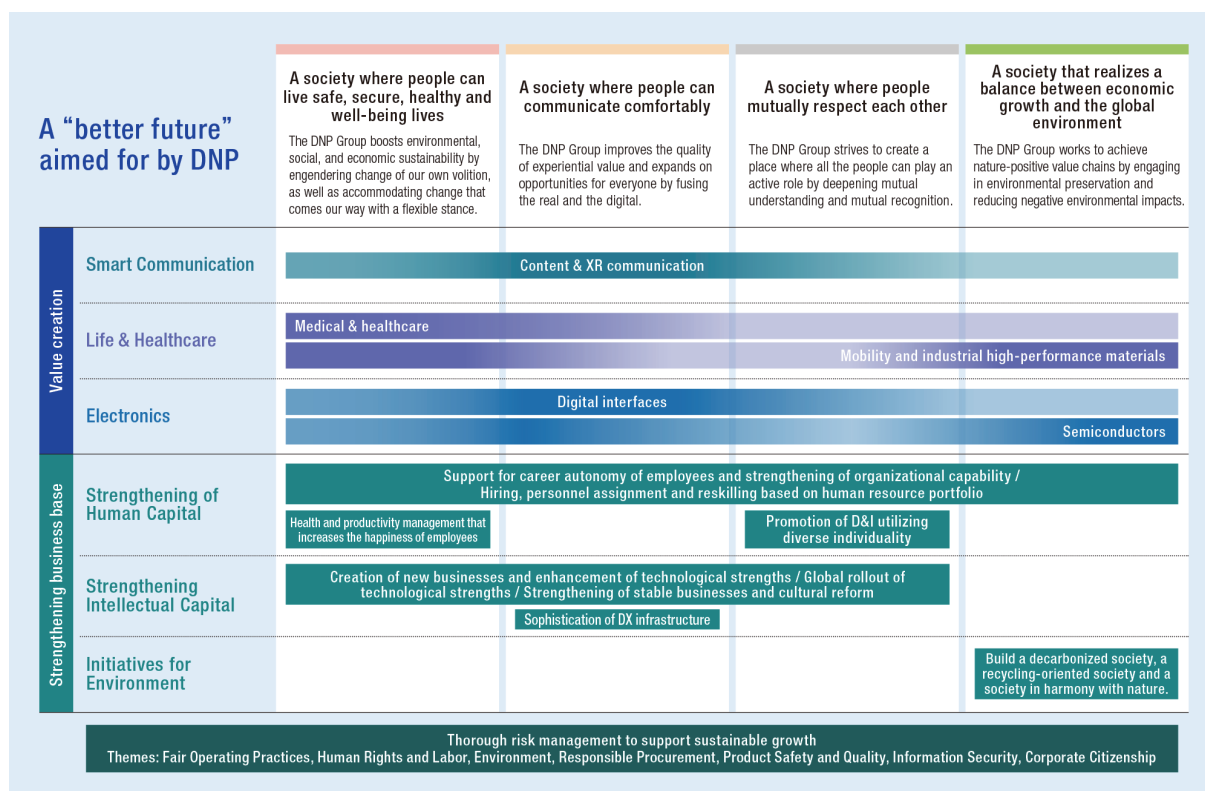 A “better future”
aimed for by DNP
A society where people can
live safe, secure, healthy and
well-being lives
The DNP Group boosts environmental,
social, and economic sustainability by
engendering change of our own volition,
as well as accommodating change that
comes our way with a flexible stance.
A society where people can
communicate comfortably
The DNP Group improves the quality
of experiential value and expands on
opportunities for everyone by fusing
the real and the digital.
A society where people
mutually respect each other
The DNP Group strives to create a
place where all the people can play an
active role by deepening mutual
understanding and mutual recognition.
A society that realizes a
balance between economic
growth and the global
environment
The DNP Group works to achieve
nature-positive value chains by engaging
in environmental preservation and
reducing negative environmental impacts.
Value creation
Smart Communication
Content & XR communication
Life & Healthcare
Medical & healthcare
Mobility and industrial high-performance materials
Electronics
Digital interfaces
Semiconductors
Strengthening business base
Strengthening of
Human Capital
Support for career autonomy of employees and strengthening of organizational capability /
Hiring, personnel assignment and reskilling based on human resource portfolio
Health and productivity management that
increases the happiness of employees
Promotion of D&I utilizing
diverse individuality
Strengthening
Intellectual Capital
Creation of new businesses and enhancement of technological strengths / Global rollout of
technological strengths / Strengthening of stable businesses and cultural reform
Sophistication of DX infrastructure
Initiatives for
Environment
Build a decarbonized society, a
recycling-oriented society and a
society in harmony with nature.
Thorough risk management to support sustainable growth
Themes: Fair Operating Practices, Human Rights and Labor, Environment, Responsible Procurement, Product Safety and Quality, Information Security, Corporate Citizenship